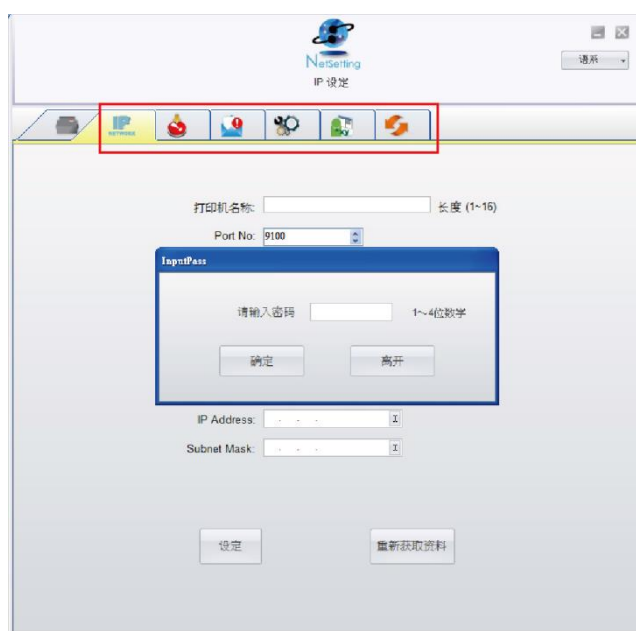 NetSetting
IP 设定
语系
IP
NETWORK
打印机名称:
长度 (1~16)
Port No: 9100
InputPass
请输入密码
1~4位数字
确定
离开
IP Address:
Subnet Mask:
设定
重新获取资料